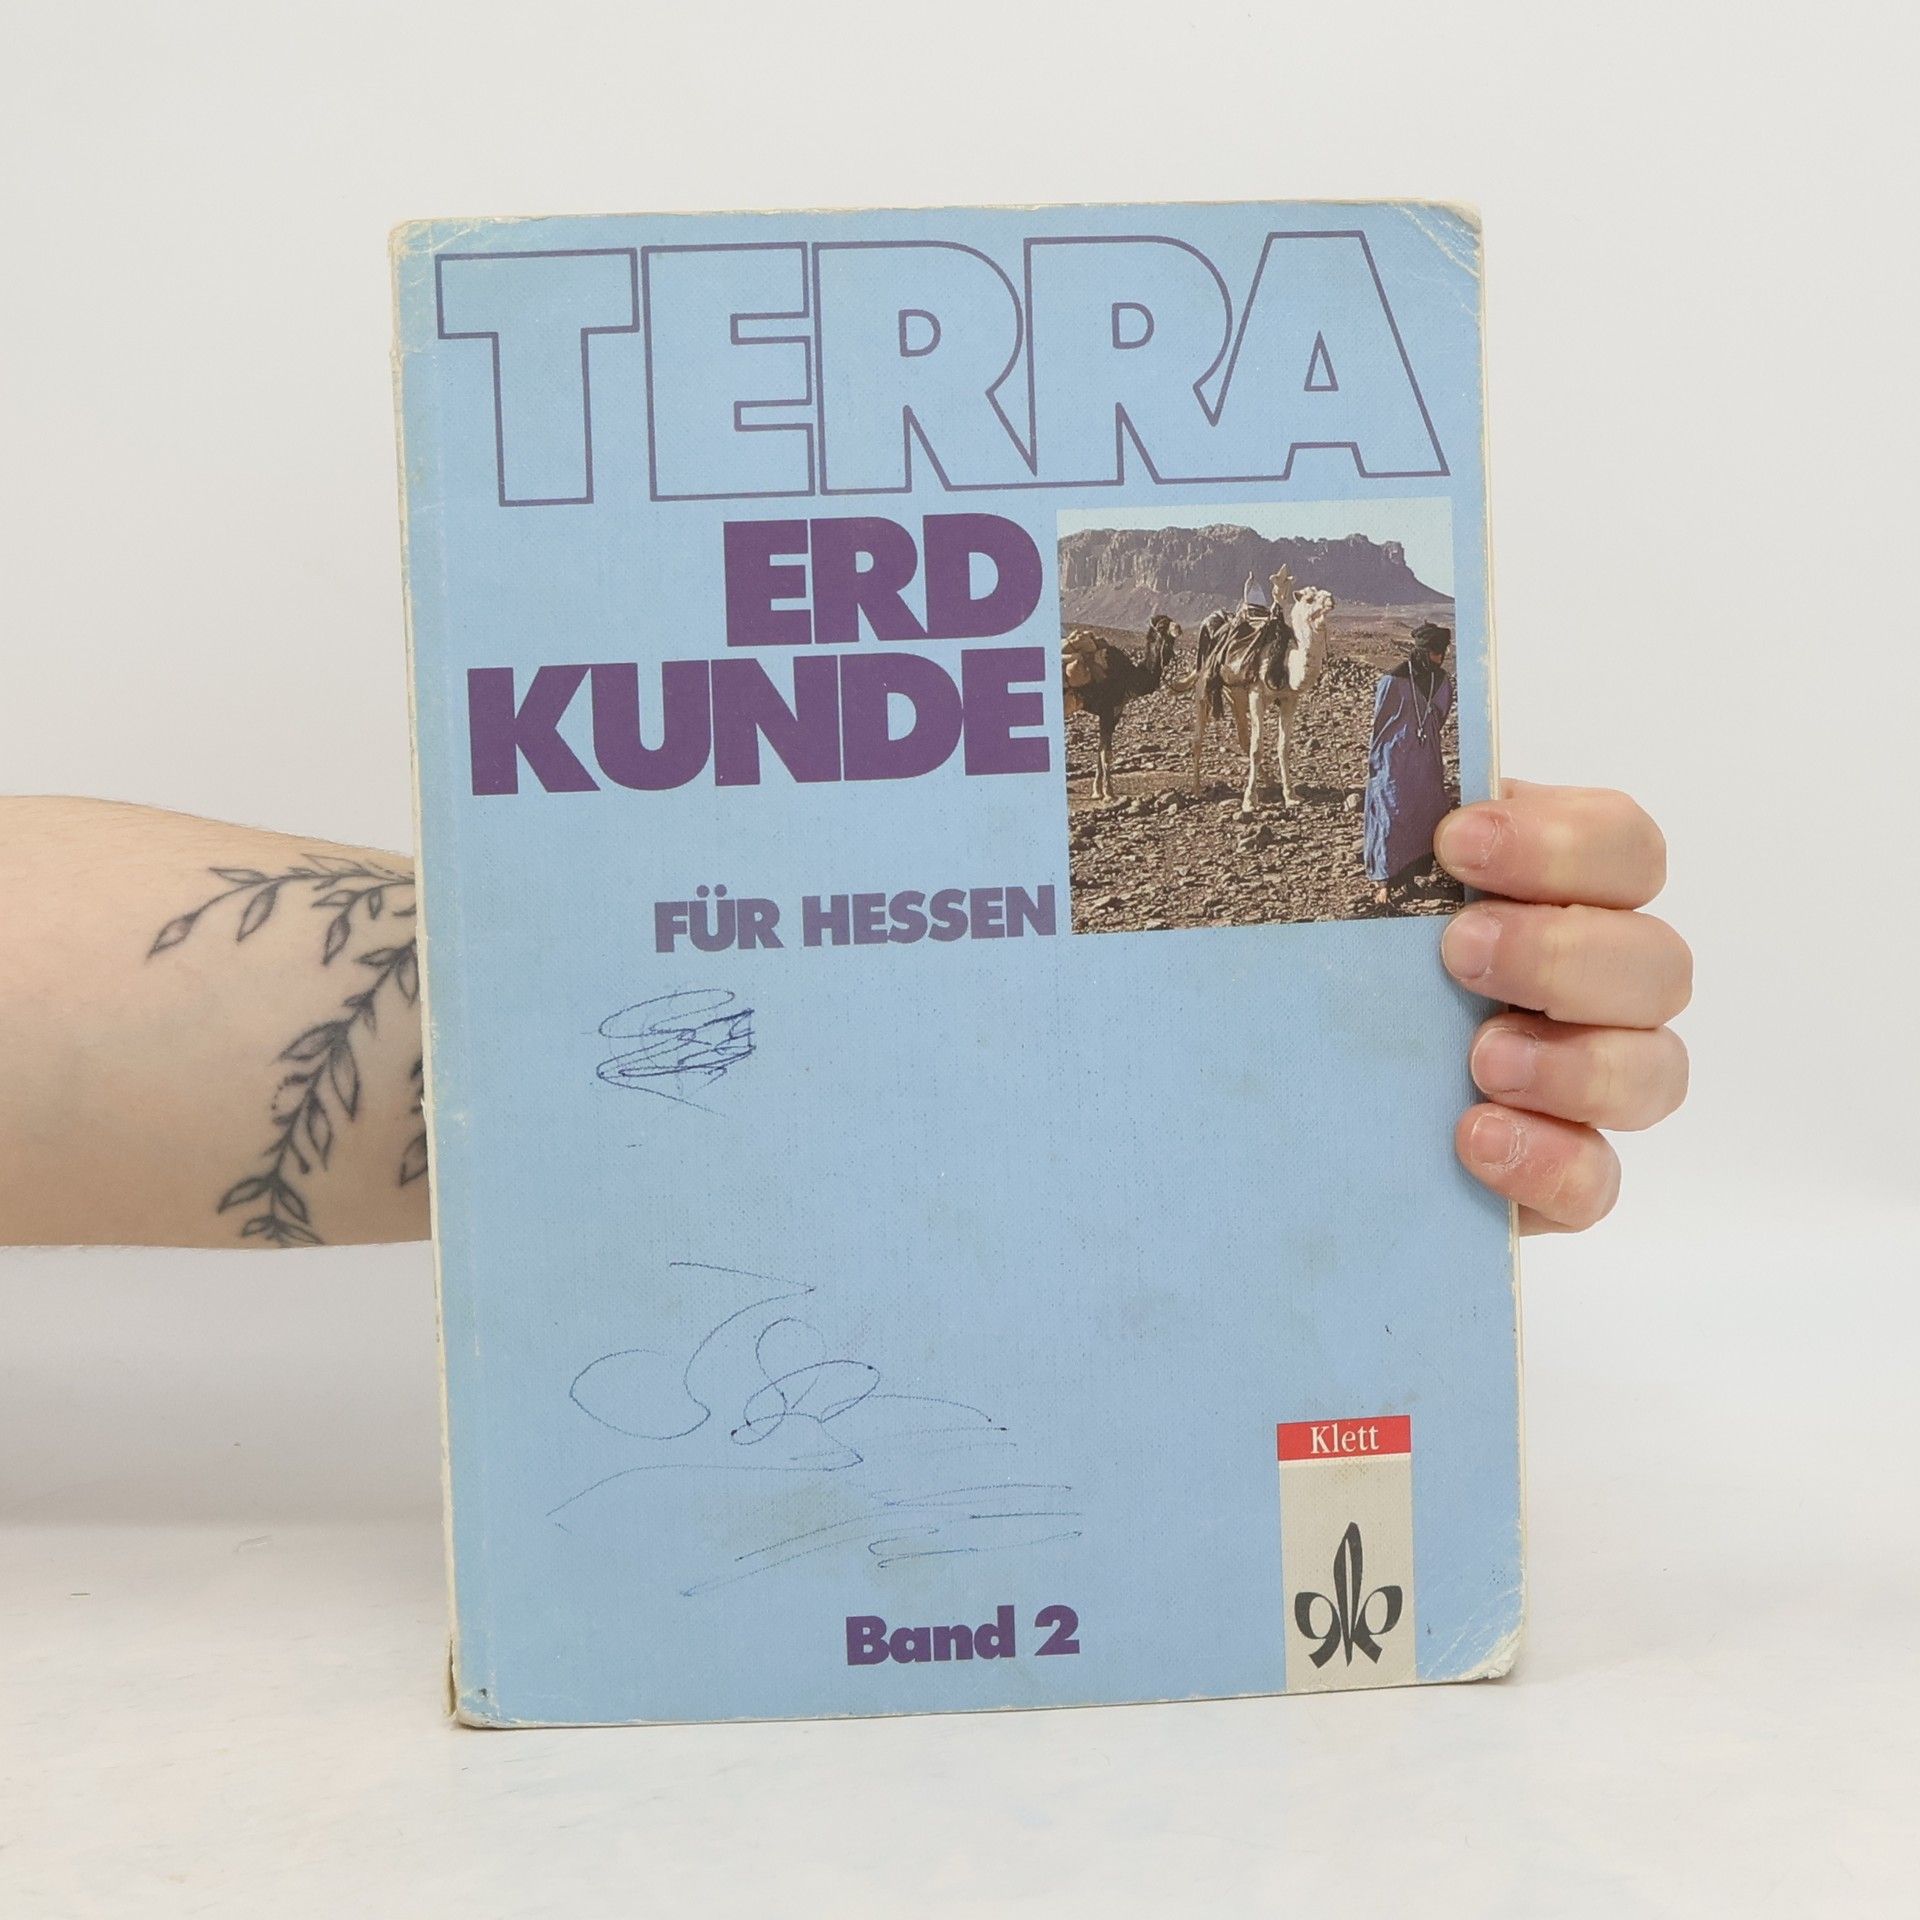 TERRA
ERD
KUNDE
FÜR HESSEN
Klett
Band 2